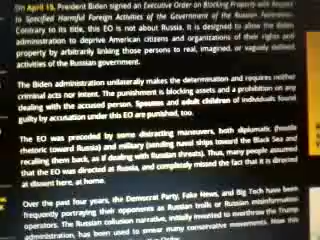 On April 15, President Biden signed an Executive Order on Blocking Property with Respect
to Specified Harmful Foreign Activities of the Government of the Russian Federation.
Contrary to its title, this EO is not about Russia. It is designed to allow the Biden
administration to deprive American citizens and organizations of their rights and
property by arbitrarily linking those persons to real, imagined, or vaguely defined
activities of the Russian government.
The Biden administration unilaterally makes the determination and requires neither
criminal acts nor intent. The punishment is blocking assets and a prohibition on any
dealing with the accused person. Spouses and adult children of individuals found
guilty by accusation under this EO are punished, too.
The EO was preceded by some distracting maneuvers, both diplomatic (hostile
rhetoric toward Russia) and military (sending naval ships toward the Black Sea and
recalling them back, as if dealing with Russian threats). Thus, many people assumed
that the EO was directed at Russia, and completely missed the fact that it is directed
at dissent here, at home.
Over the past four years, the Democrat Party, Fake News, and Big Tech have been
frequently portraying their opponents as Russian trolls or Russian misinformation
operators. The Russian collusion narrative, initially invented to overthrow the Trump
administration, has been used to smear many conservative movements. Now this